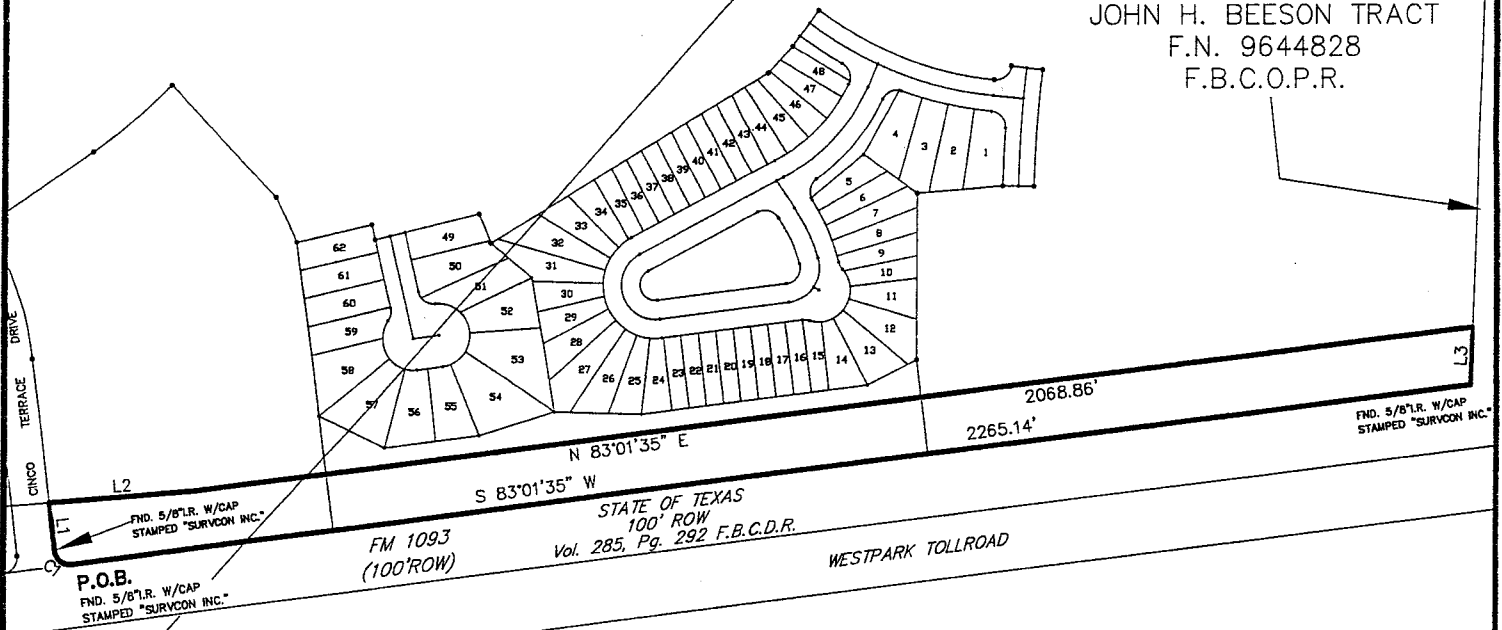 JOHN H. BEESON TRACT
F.N. 9644828
F.B.C.O.P.R.
48
47
46
45
44
43
42
41
40
39
38
37
36
35
34
33
32
31
30
29
28
27
26
25
24
23
22
21
20
19
18
17
16
15
14
13
12
11
10
9
8
7
6
5
4
3
2
1
62
61
60
59
58
57
56
55
54
53
52
51
50
49
CINCO TERRACE DRIVE
L1
L2
L3
C1
N 83°01'35" E
2068.86'
S 83°01'35" W
2265.14'
FND. 5/8"I.R. W/CAP
STAMPED "SURVCON INC."
FND. 5/8"I.R. W/CAP
STAMPED "SURVCON INC."
P.O.B.
FND. 5/8"I.R. W/CAP
STAMPED "SURVCON INC."
FM 1093
(100'ROW)
STATE OF TEXAS
100' ROW
Vol. 285, Pg. 292 F.B.C.D.R.
WESTPARK TOLLROAD